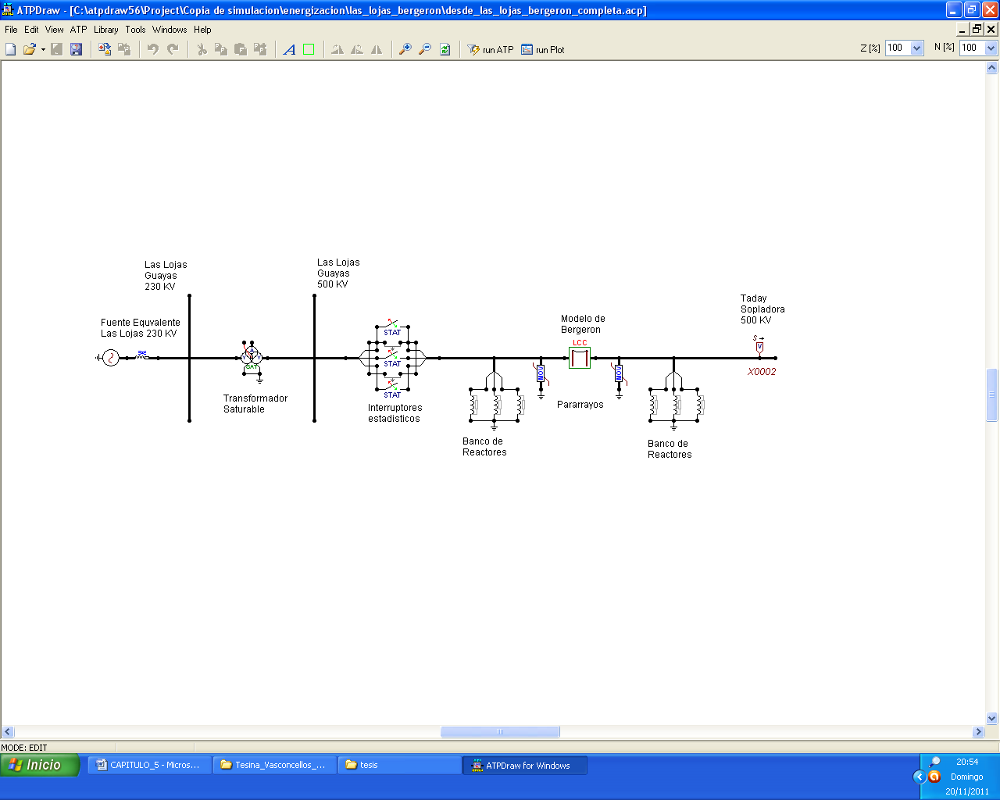 ATPDraw - [C:\atpdraw56\Project\Copia de simulacion\energizacion\las_lojas_bergeron\desde_las_lojas_bergeron_completa.acp]
File Edit View ATP Library Tools Windows Help
run ATP run Plot Z [%] 100 N [%] 100
Las Lojas
Guayas
230 KV
Las Lojas
Guayas
500 KV
Fuente Equvalente
Las Lojas 230 KV
SAT
Transformador
Saturable
STAT
STAT
STAT
Interruptores
estadisticos
Banco de
Reactores
MOV
Modelo de
Bergeron
LCC
MOV
Pararrayos
Banco de
Reactores
Taday
Sopladora
500 KV
S
V
X0002
MODE: EDIT
Inicio
CAPITULO_5 - Micros...
Tesina_Vasconcellos_...
tesis
ATPDraw for Windows
20:54
Domingo
20/11/2011